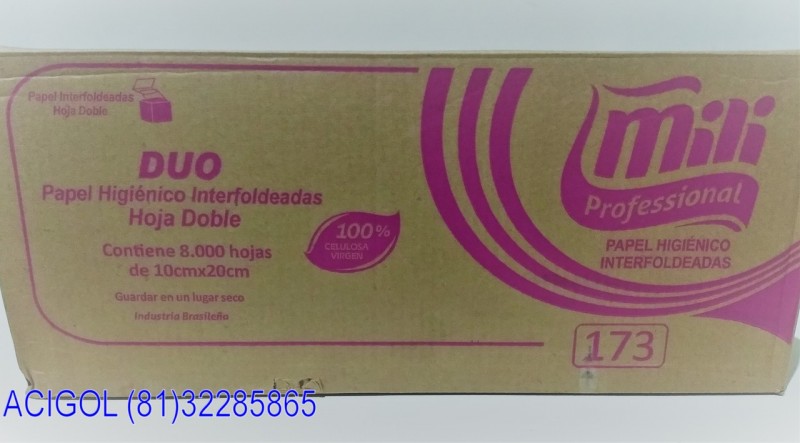 Papel Interfoldeadas
Hoja Doble
DUO
Papel Higiénico Interfoldeadas
Hoja Doble
Contiene 8.000 hojas
de 10cmx20cm
Guardar en un lugar seco
Industria Brasileña
100%
CELULOSA
VIRGEN
mili
Professional
PAPEL HIGIÉNICO
INTERFOLDEADAS
173
ACIGOL (81)32285865